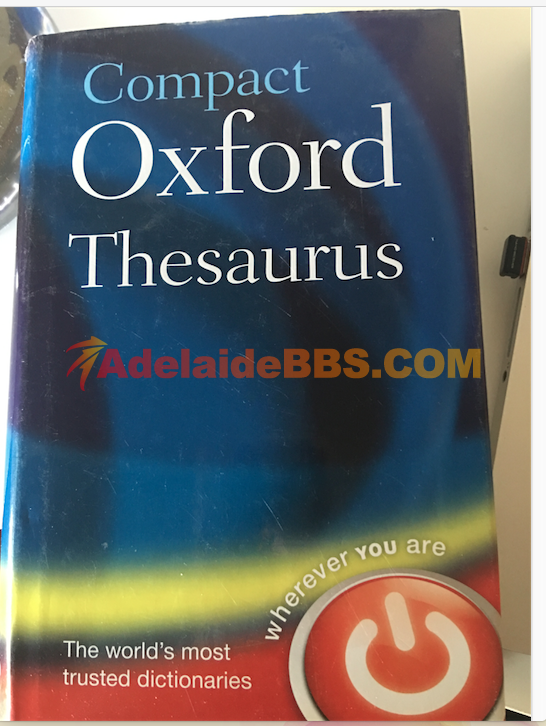 Compact
Oxford
Thesaurus
AdelaideBBS.COM
wherever YOU are
The world's most
trusted dictionaries